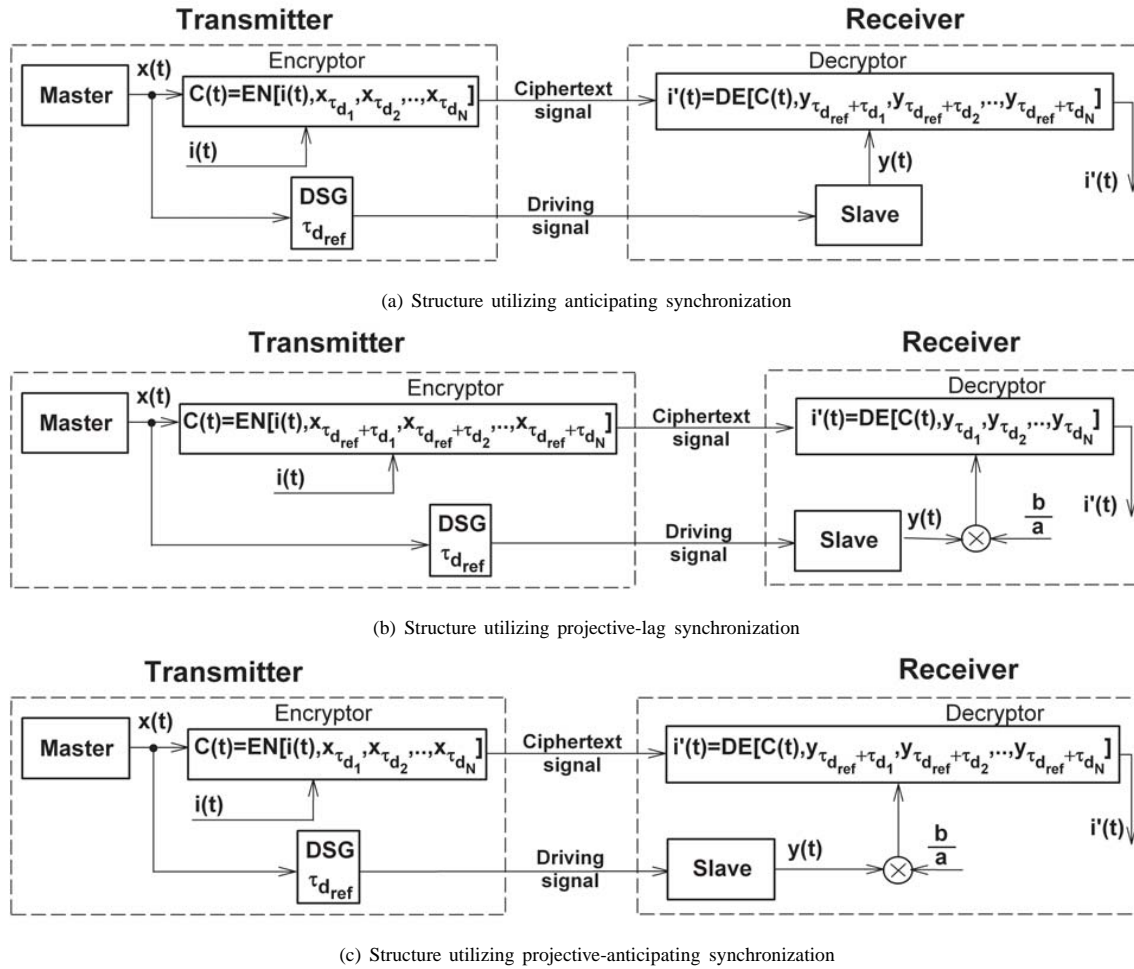 Transmitter
Receiver
Master
x(t)
Encryptor
C(t)=EN[i(t),x_{τ_{d_1}},x_{τ_{d_2}},..,x_{τ_{d_N}}]
i(t)
DSG
τ_{d_{ref}}
Ciphertext
signal
Driving
signal
Decryptor
i'(t)=DE[C(t),y_{τ_{d_{ref}}+τ_{d_1}},y_{τ_{d_{ref}}+τ_{d_2}},..,y_{τ_{d_{ref}}+τ_{d_N}}]
y(t)
Slave
i'(t)
(a) Structure utilizing anticipating synchronization
Transmitter
Receiver
Master
x(t)
Encryptor
C(t)=EN[i(t),x_{τ_{d_{ref}}+τ_{d_1}},x_{τ_{d_{ref}}+τ_{d_2}},..,x_{τ_{d_{ref}}+τ_{d_N}}]
i(t)
DSG
τ_{d_{ref}}
Ciphertext
signal
Driving
signal
Decryptor
i'(t)=DE[C(t),y_{τ_{d_1}},y_{τ_{d_2}},..,y_{τ_{d_N}}]
Slave
y(t)
b
a
i'(t)
(b) Structure utilizing projective-lag synchronization
Transmitter
Receiver
Master
x(t)
Encryptor
C(t)=EN[i(t),x_{τ_{d_1}},x_{τ_{d_2}},..,x_{τ_{d_N}}]
i(t)
DSG
τ_{d_{ref}}
Ciphertext
signal
Driving
signal
Decryptor
i'(t)=DE[C(t),y_{τ_{d_{ref}}+τ_{d_1}},y_{τ_{d_{ref}}+τ_{d_2}},..,y_{τ_{d_{ref}}+τ_{d_N}}]
Slave
y(t)
b
a
i'(t)
(c) Structure utilizing projective-anticipating synchronization